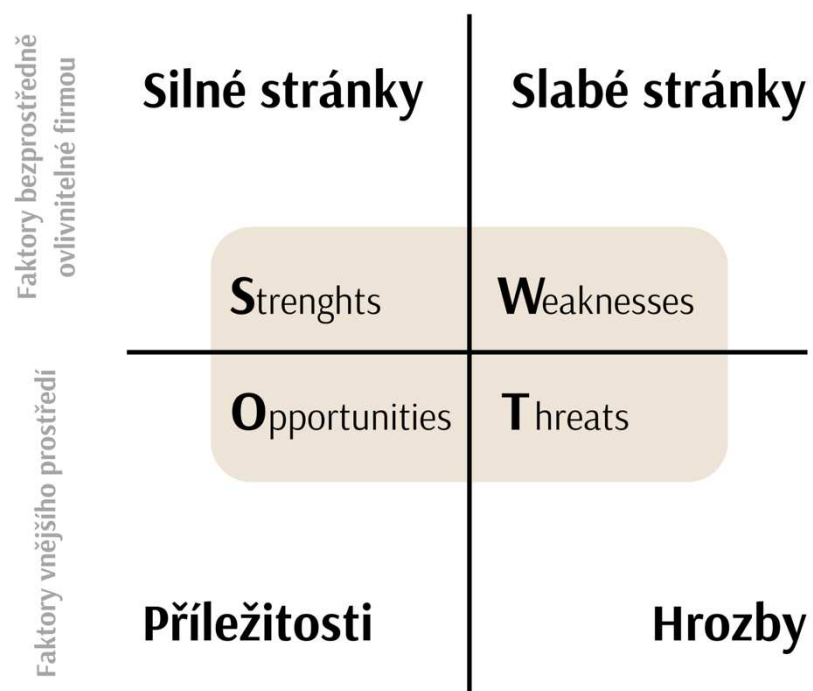 Faktory bezprostředně
ovlivnitelné firmou
Silné stránky
Slabé stránky
Strenghts
Weaknesses
Opportunities
Threats
Faktory vnějšího prostředí
Příležitosti
Hrozby